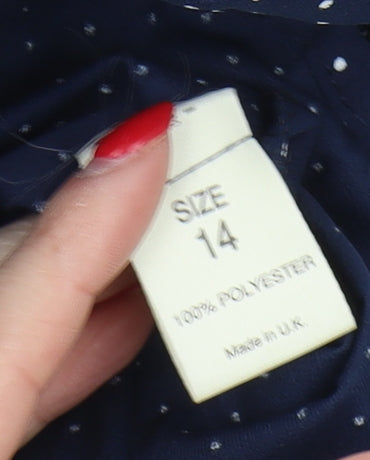 SIZE
14
100% POLYESTER
Made in U.K.